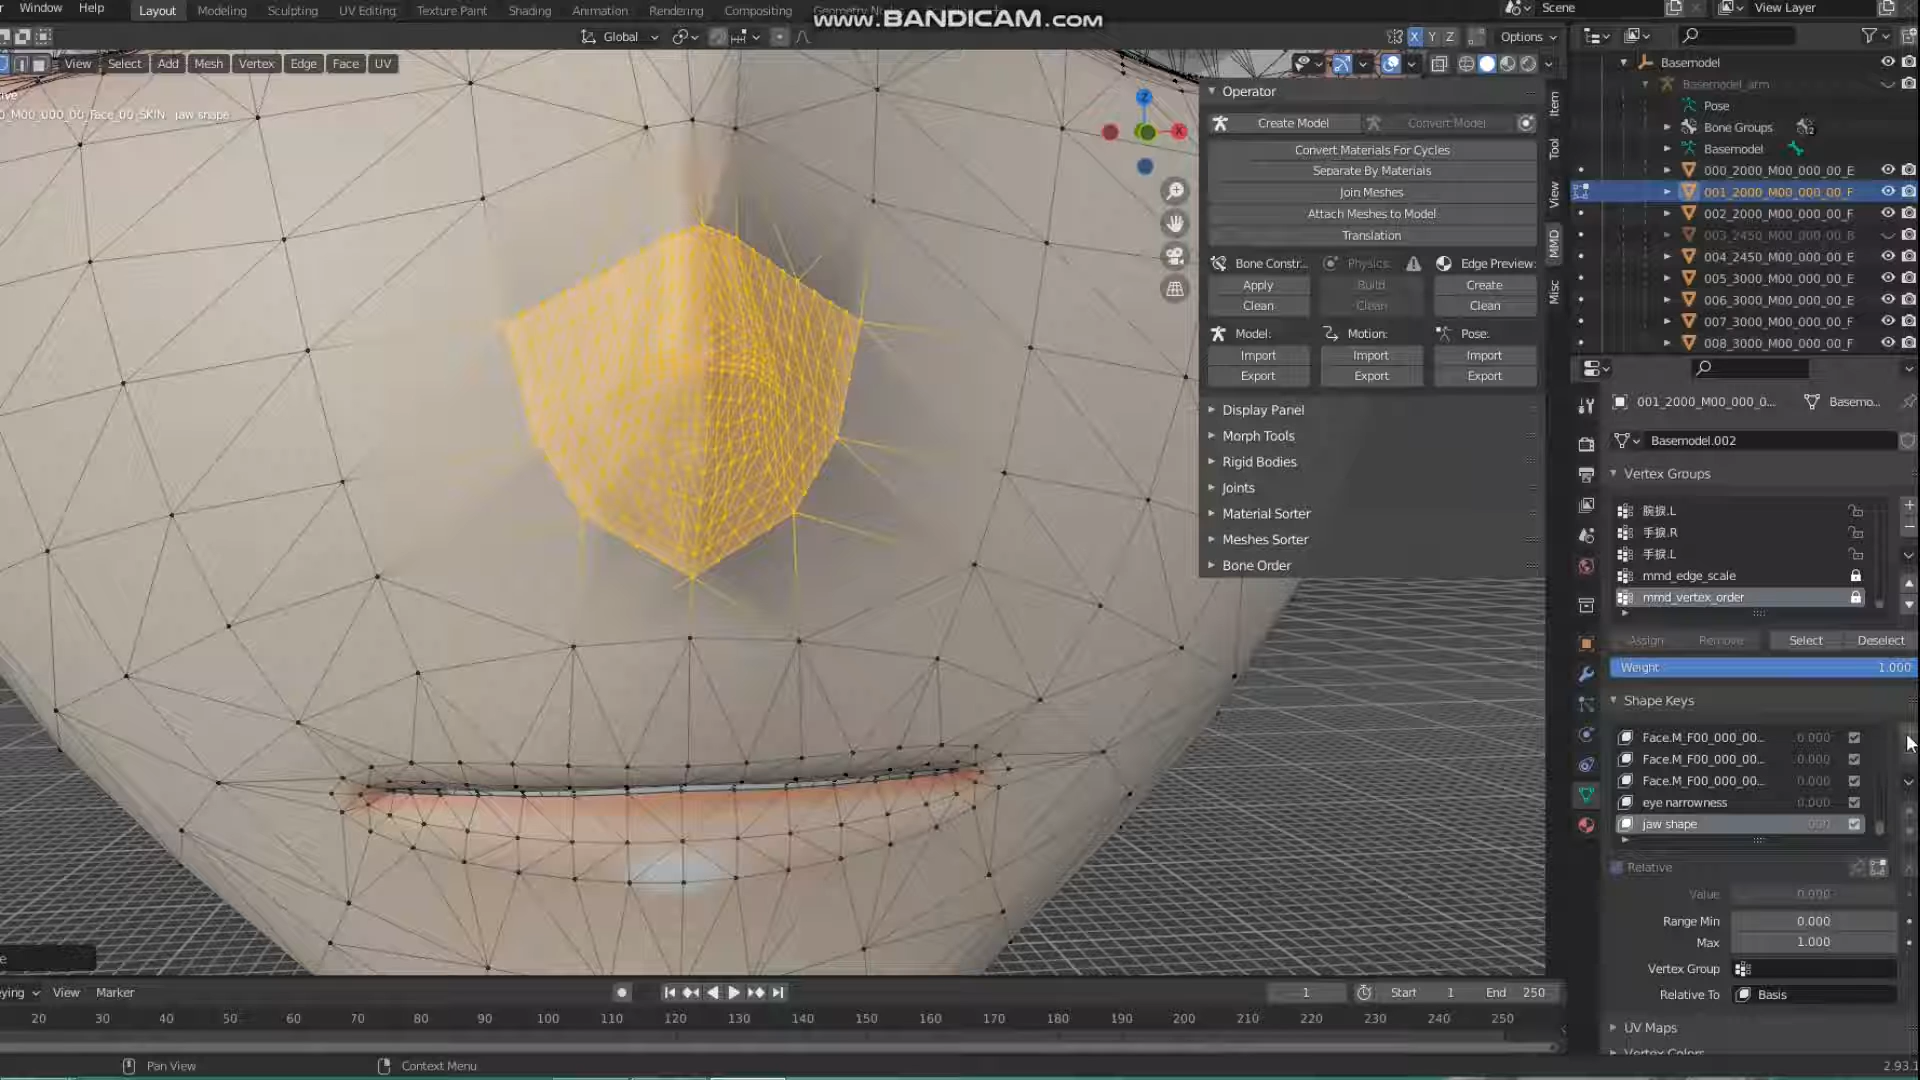 Window Help
Layout Modeling Sculpting UV Editing Texture Paint Shading Animation Rendering Compositing
www.BANDICAM.com
Scene View Layer
Global X Y Z Options
View Select Add Mesh Vertex Edge Face UV
_M00_000_00_Face_00_SKIN jaw shape
Z X
Operator
Create Model Convert Model
Convert Materials For Cycles
Separate By Materials
Join Meshes
Attach Meshes to Model
Translation
Bone Constr... Physics: Edge Preview:
Apply Build Create
Clean Clean Clean
Model: Motion: Pose:
Import Import Import
Export Export Export
Display Panel
Morph Tools
Rigid Bodies
Joints
Material Sorter
Meshes Sorter
Bone Order
Item
Tool
View
MMD
Misc
Basemodel
Basemodel_arm
Pose
Bone Groups
Basemodel
000_2000_M00_000_00_E
001_2000_M00_000_00_F
002_2000_M00_000_00_F
003_2450_M00_000_00_B
004_2450_M00_000_00_E
005_3000_M00_000_00_E
006_3000_M00_000_00_E
007_3000_M00_000_00_F
008_3000_M00_000_00_F
001_2000_M00_000_0... Basemo...
Basemodel.002
Vertex Groups
腕捩.L
手捩.R
手捩.L
mmd_edge_scale
mmd_vertex_order
Assign Remove Select Deselect
Weight 1.000
Shape Keys
Face.M_F00_000_00... 0.000
Face.M_F00_000_00... 0.000
Face.M_F00_000_00... 0.000
eye narrowness 0.000
jaw shape
Relative
Value 0.000
Range Min 0.000
Max 1.000
Vertex Group
Relative To Basis
UV Maps
Vertex Colors
View Marker
1 Start 1 End 250
20 30 40 50 60 70 80 90 100 110 120 130 140 150 160 170 180 190 200 210 220 230 240 250
Pan View Context Menu
2.93.1